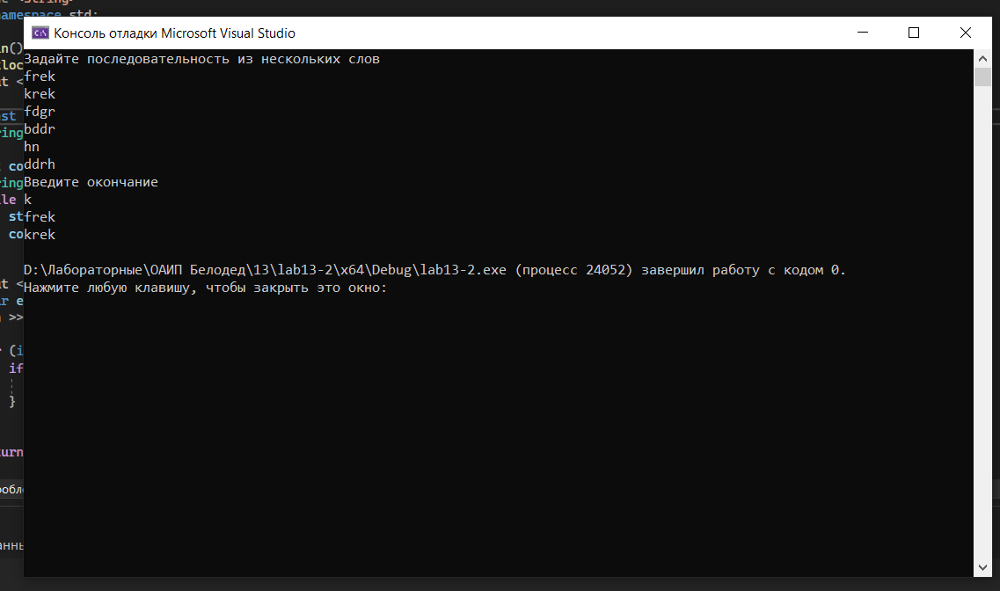 namespace std;
Консоль отладки Microsoft Visual Studio
Задайте последовательность из нескольких слов
frek
krek
fdgr
bddr
hn
ddrh
Введите окончание
k
frek
krek
D:\Лабораторные\ОАИП Белодед\13\lab13-2\x64\Debug\lab13-2.exe (процесс 24052) завершил работу с кодом 0.
Нажмите любую клавишу, чтобы закрыть это окно: